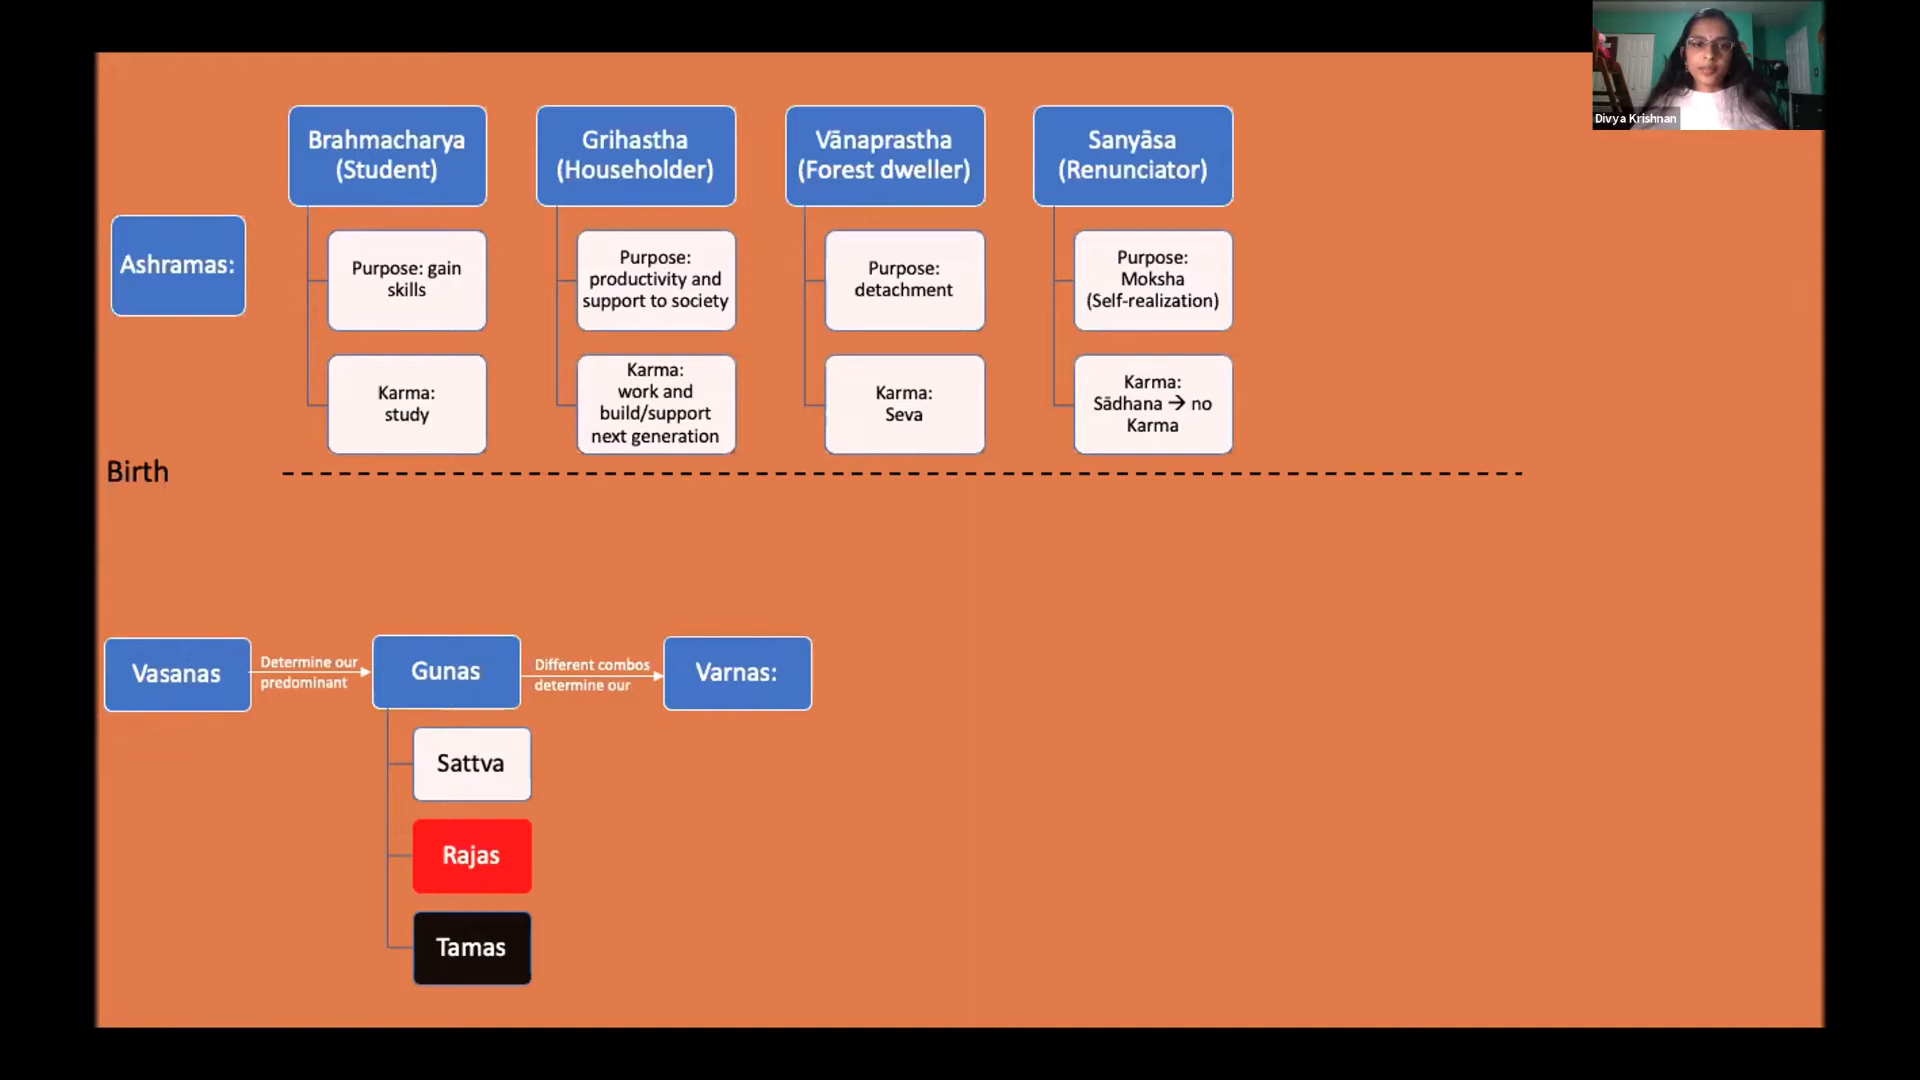 Divya Krishnan
Brahmacharya
(Student)
Grihastha
(Householder)
Vānaprastha
(Forest dweller)
Sanyāsa
(Renunciator)
Ashramas:
Purpose: gain
skills
Purpose:
productivity and
support to society
Purpose:
detachment
Purpose:
Moksha
(Self-realization)
Karma:
study
Karma:
work and
build/support
next generation
Karma:
Seva
Karma:
Sādhana → no
Karma
Birth
Vasanas
Determine our
predominant
Gunas
Different combos
determine our
Varnas:
Sattva
Rajas
Tamas